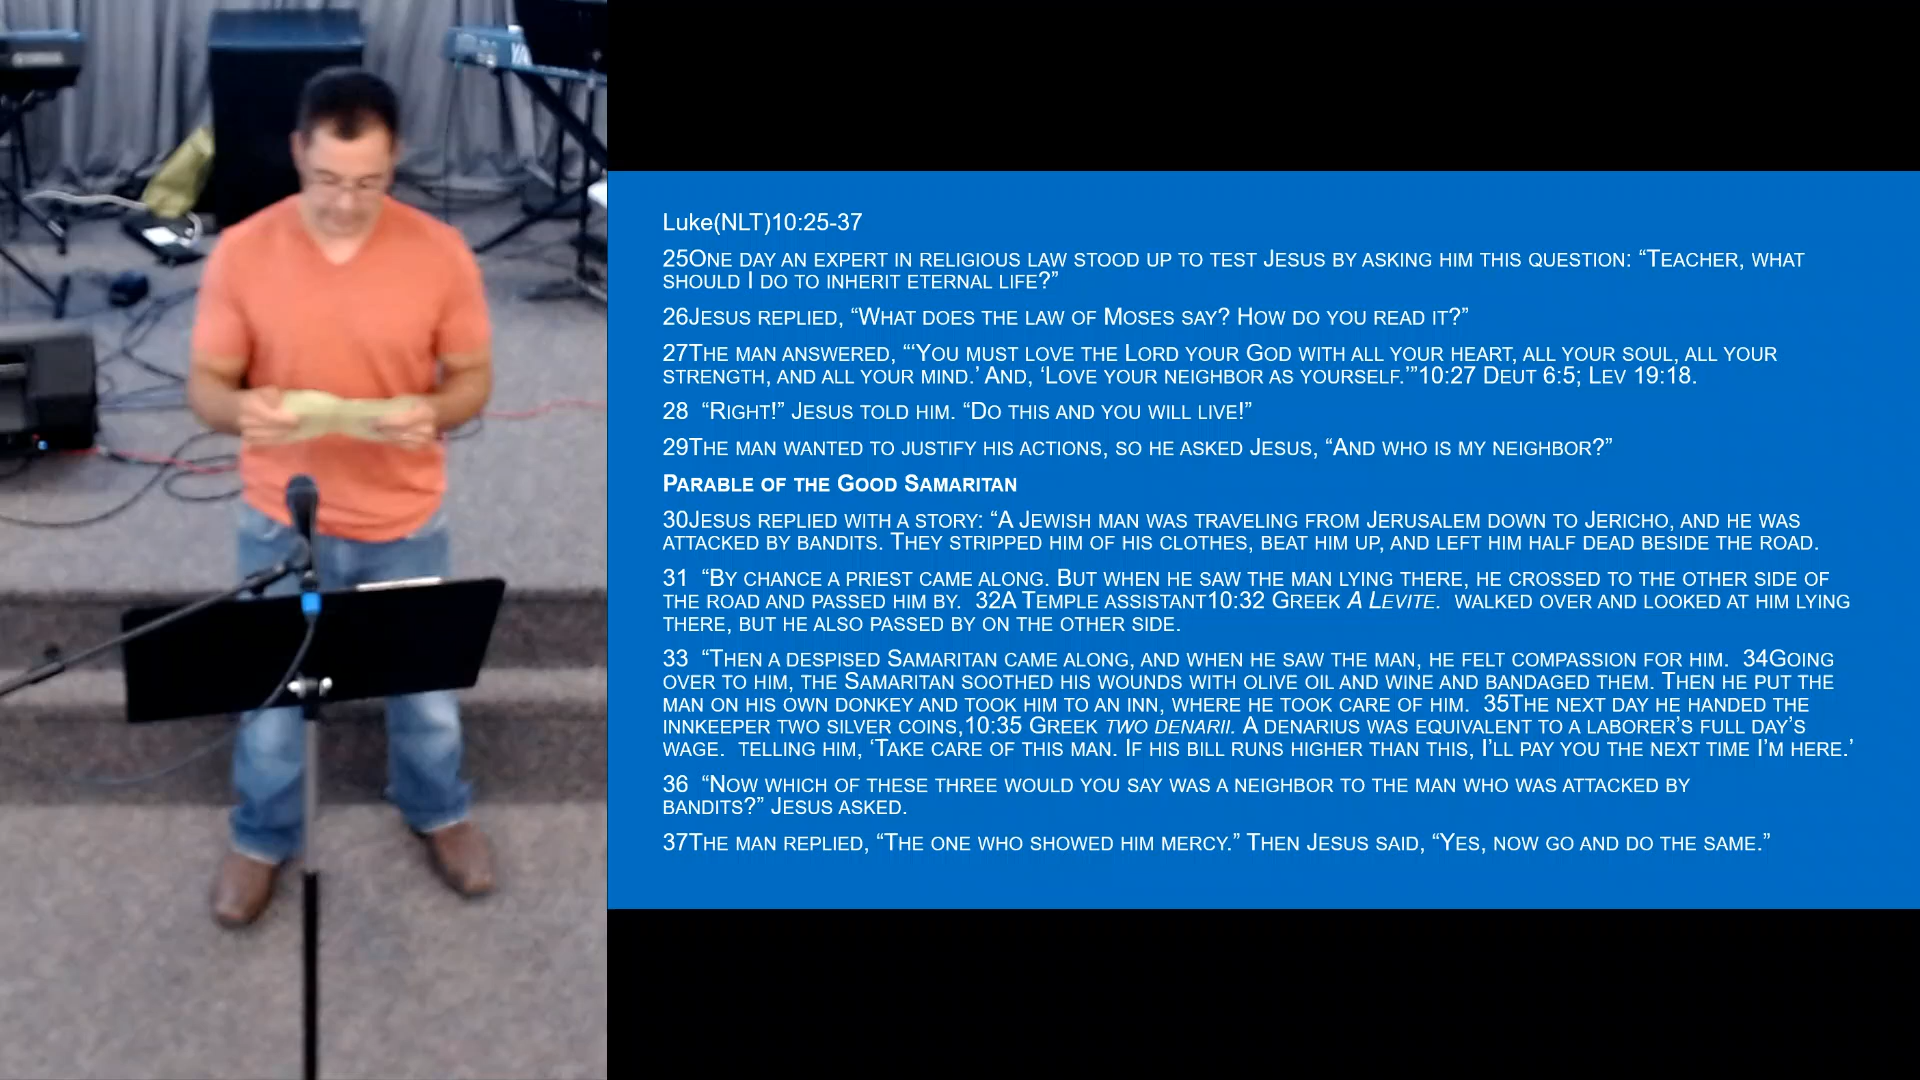 Luke(NLT)10:25-37
25One day an expert in religious law stood up to test Jesus by asking him this question: “Teacher, what
should I do to inherit eternal life?”
26Jesus replied, “What does the law of Moses say? How do you read it?”
27The man answered, “‘You must love the Lord your God with all your heart, all your soul, all your
strength, and all your mind.’ And, ‘Love your neighbor as yourself.’”10:27 Deut 6:5; Lev 19:18.
28  “Right!” Jesus told him. “Do this and you will live!”
29The man wanted to justify his actions, so he asked Jesus, “And who is my neighbor?”
Parable of the Good Samaritan
30Jesus replied with a story: “A Jewish man was traveling from Jerusalem down to Jericho, and he was
attacked by bandits. They stripped him of his clothes, beat him up, and left him half dead beside the road.
31  “By chance a priest came along. But when he saw the man lying there, he crossed to the other side of
the road and passed him by.  32A Temple assistant10:32 Greek A Levite.  walked over and looked at him lying
there, but he also passed by on the other side.
33  “Then a despised Samaritan came along, and when he saw the man, he felt compassion for him.  34Going
over to him, the Samaritan soothed his wounds with olive oil and wine and bandaged them. Then he put the
man on his own donkey and took him to an inn, where he took care of him.  35The next day he handed the
innkeeper two silver coins,10:35 Greek two denarii. A denarius was equivalent to a laborer’s full day’s
wage.  telling him, ‘Take care of this man. If his bill runs higher than this, I’ll pay you the next time I’m here.’
36  “Now which of these three would you say was a neighbor to the man who was attacked by
bandits?” Jesus asked.
37The man replied, “The one who showed him mercy.” Then Jesus said, “Yes, now go and do the same.”